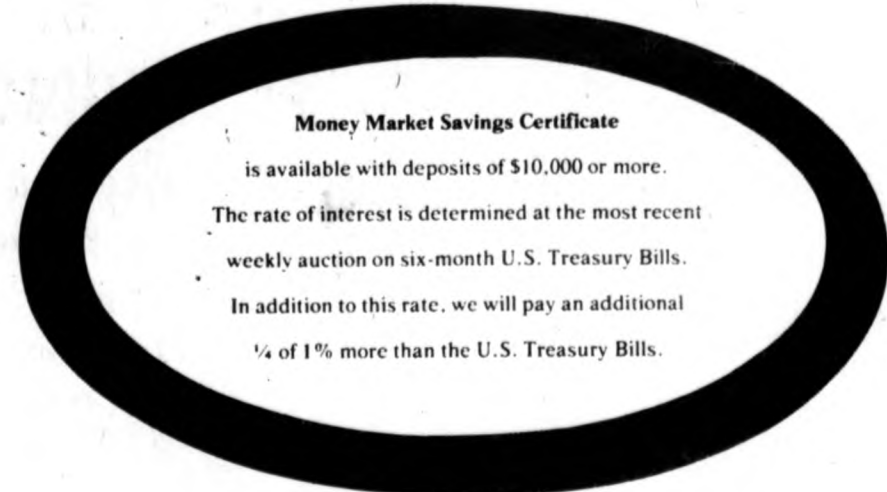 Money Market Savings Certificate
is available with deposits of $10,000 or more.
The rate of interest is determined at the most recent
weekly auction on six-month U.S. Treasury Bills.
In addition to this rate, we will pay an additional
¼ of 1% more than the U.S. Treasury Bills.